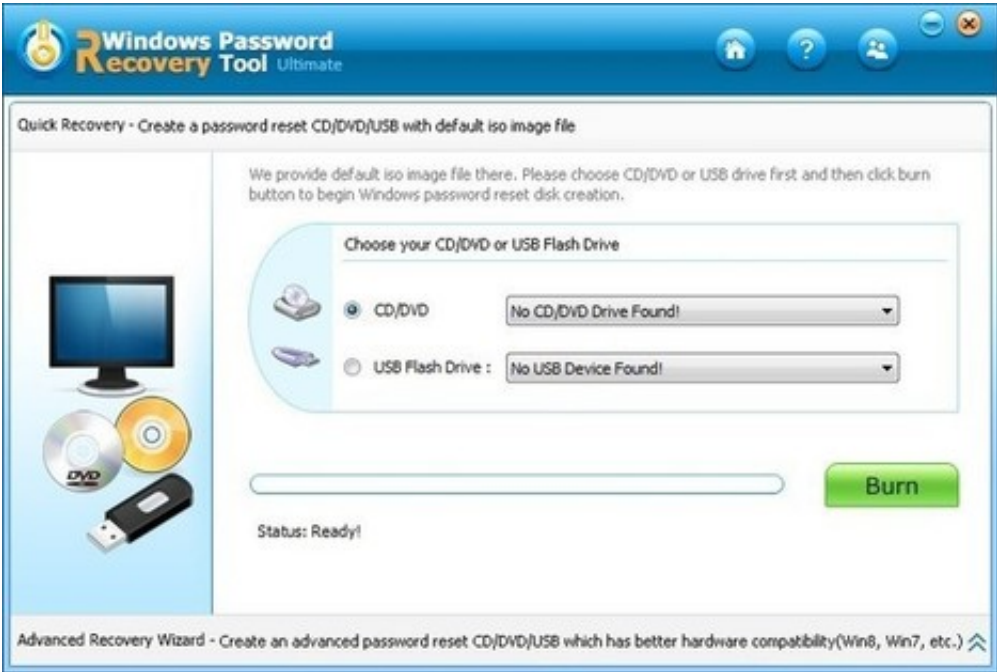 Windows Password
Recovery Tool Ultimate
?
Quick Recovery - Create a password reset CD/DVD/USB with default iso image file
We provide default iso image file there. Please choose CD/DVD or USB drive first and then click burn
button to begin Windows password reset disk creation.
Choose your CD/DVD or USB Flash Drive
CD/DVD
No CD/DVD Drive Found!
USB Flash Drive :
No USB Device Found!
DVD
Burn
Status: Ready!
Advanced Recovery Wizard - Create an advanced password reset CD/DVD/USB which has better hardware compatibility(Win8, Win7, etc.)